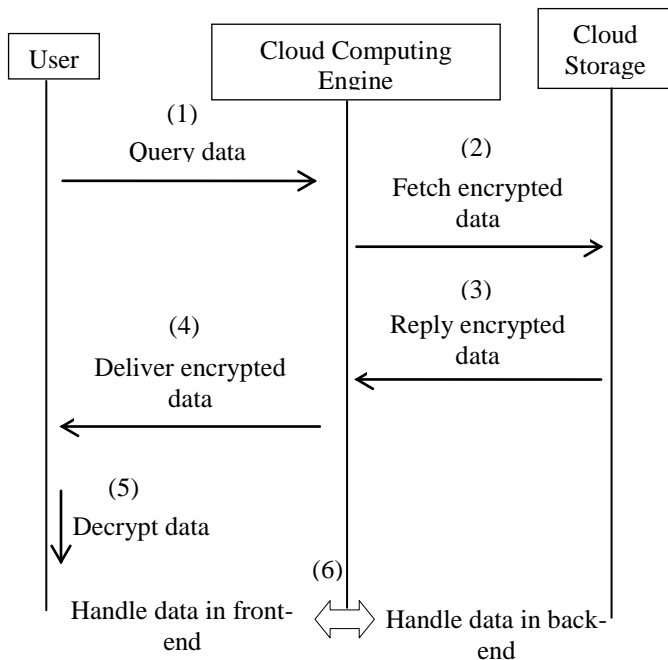 User
Cloud Computing
Engine
Cloud
Storage
(1)
Query data
(2)
Fetch encrypted
data
(3)
Reply encrypted
data
(4)
Deliver encrypted
data
(5)
Decrypt data
(6)
Handle data in front-
end
Handle data in back-
end